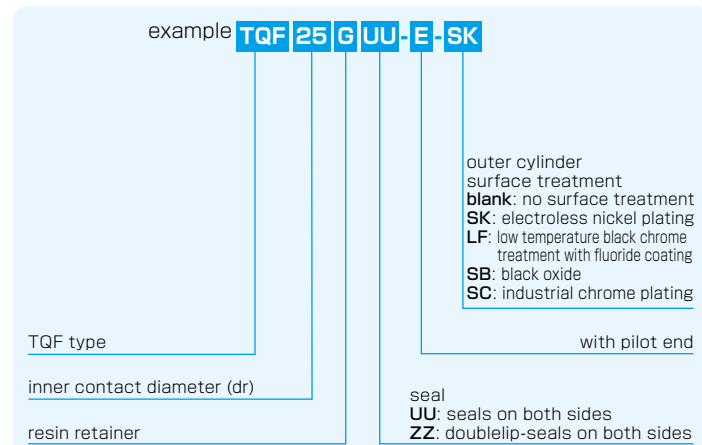 example TQF 25 G UU-E-SK
outer cylinder
surface treatment
blank: no surface treatment
SK: electroless nickel plating
LF: low temperature black chrome
treatment with fluoride coating
SB: black oxide
SC: industrial chrome plating
TQF type
with pilot end
inner contact diameter (dr)
seal
UU: seals on both sides
resin retainer
ZZ: doublelip-seals on both sides